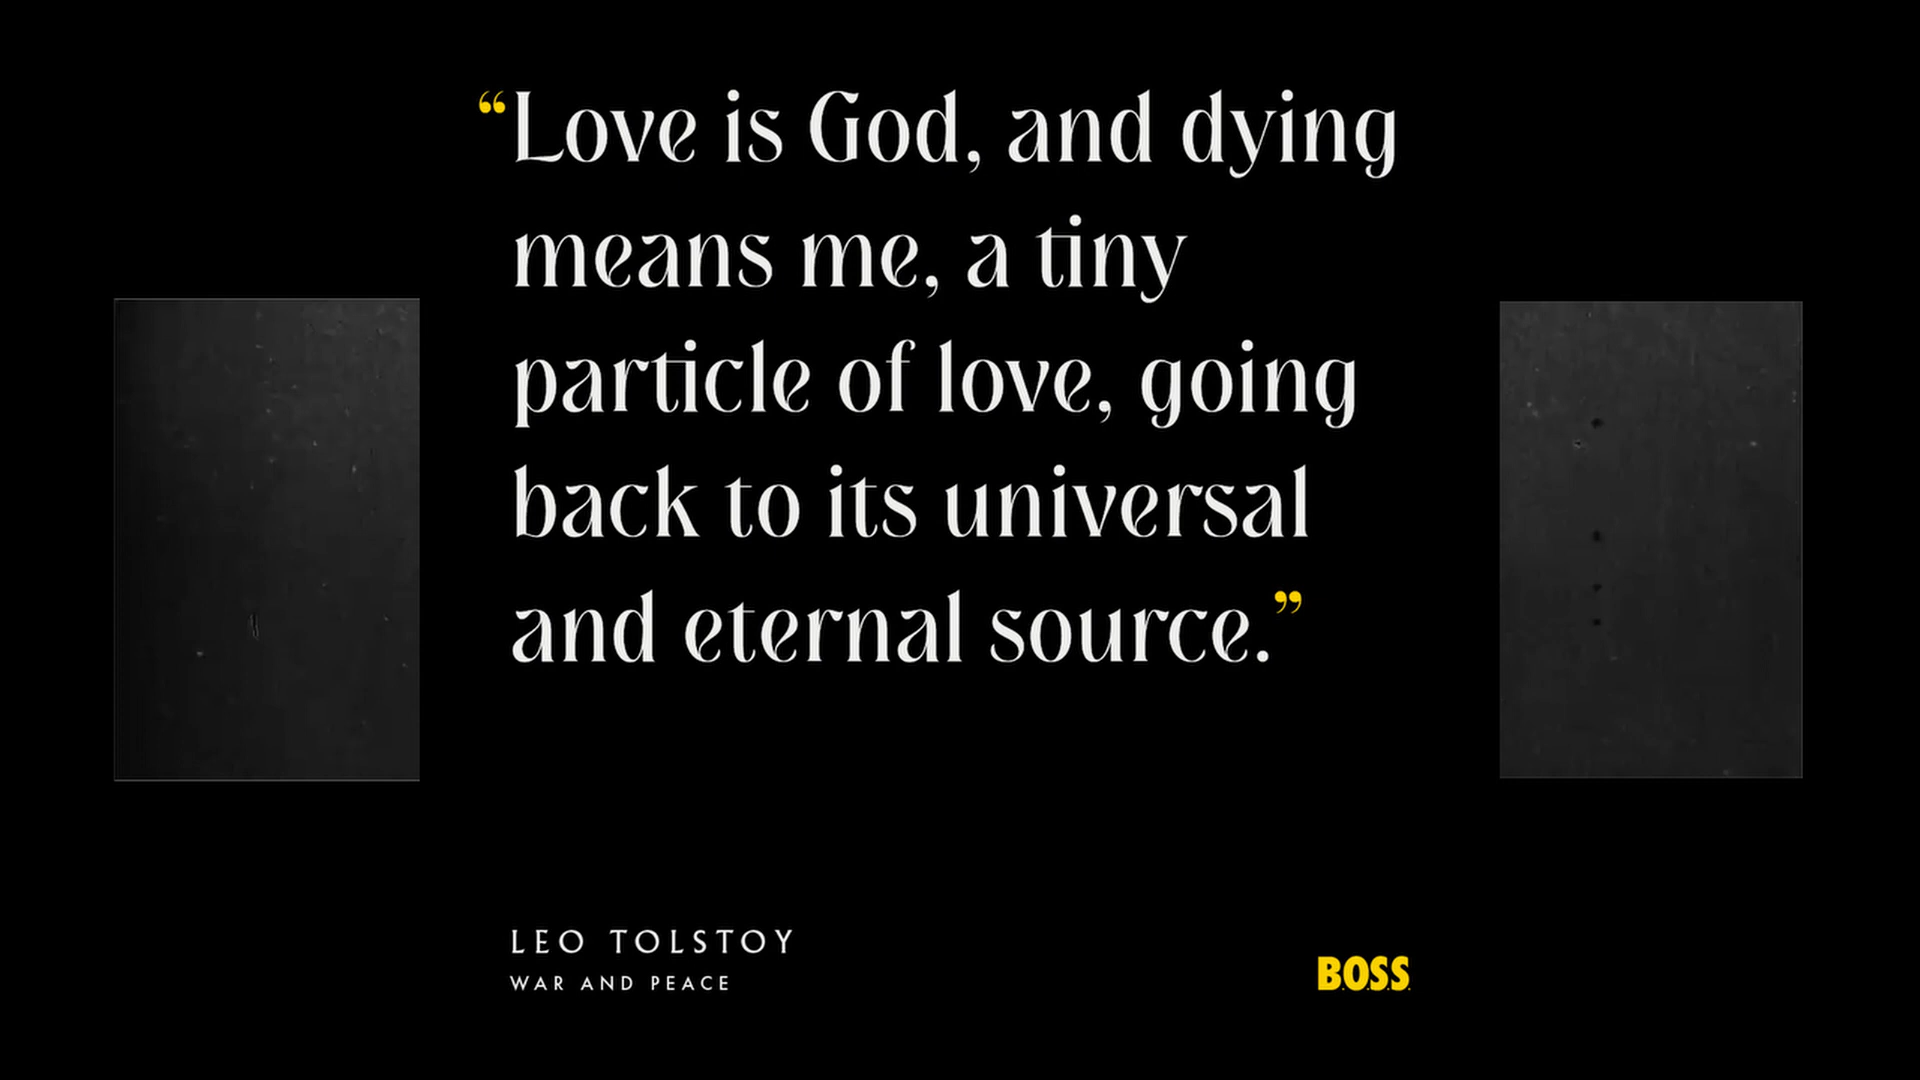 “Love is God, and dying
means me, a tiny
particle of love, going
back to its universal
and eternal source.”
LEO TOLSTOY
WAR AND PEACE
B.O.S.S.